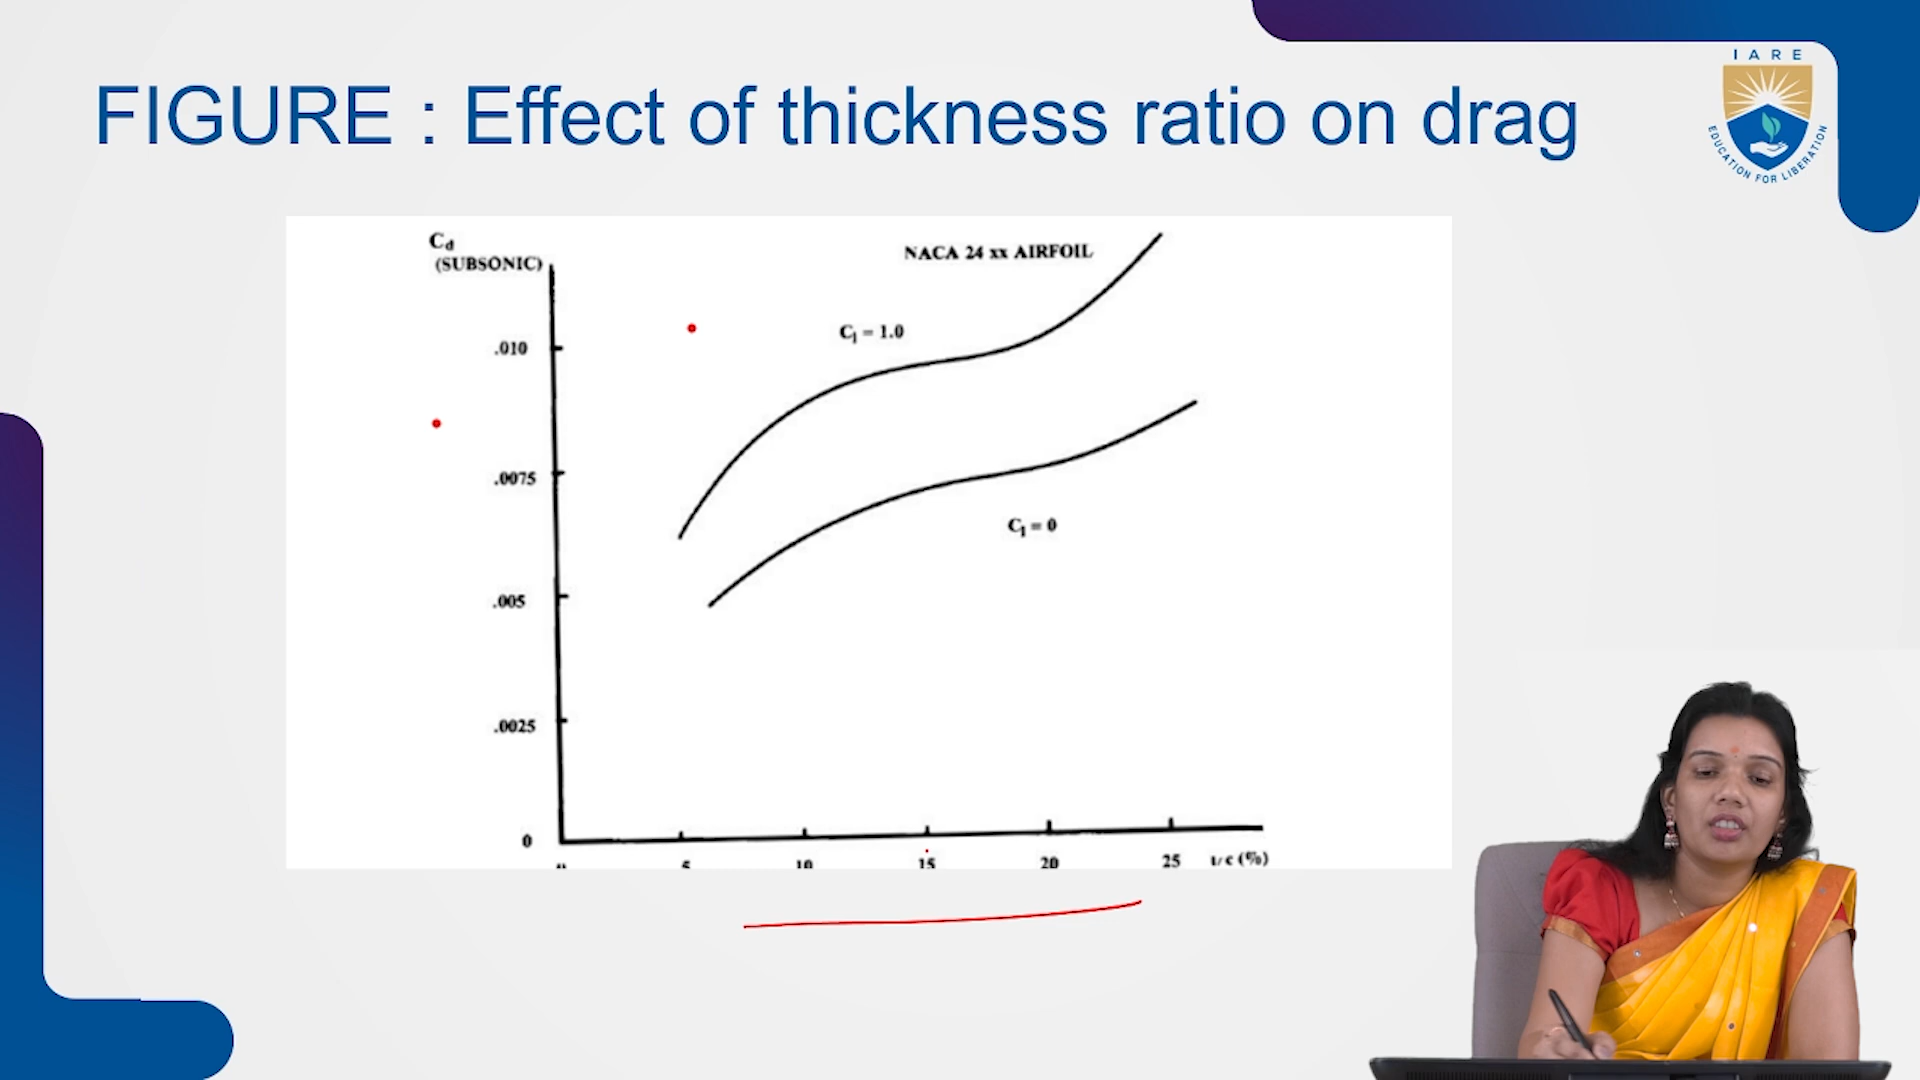 IARE
EDUCATION FOR LIBERATION
FIGURE : Effect of thickness ratio on drag
Cd
(SUBSONIC)
NACA 24 xx AIRFOIL
Cl = 1.0
.010
.0075
Cl = 0
.005
.0025
0
5
10
15
20
25
t/c (%)